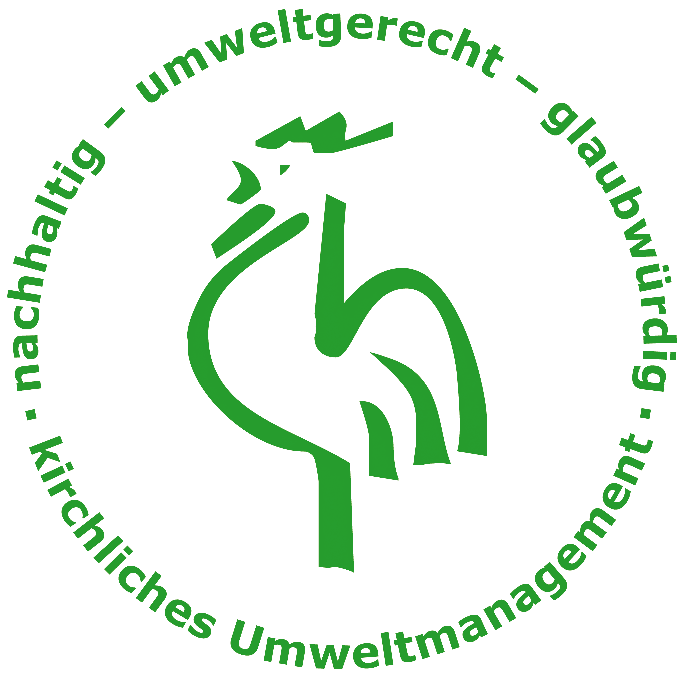 nachhaltig – umweltgerecht – glaubwürdig ·
kirchliches Umweltmanagement ·